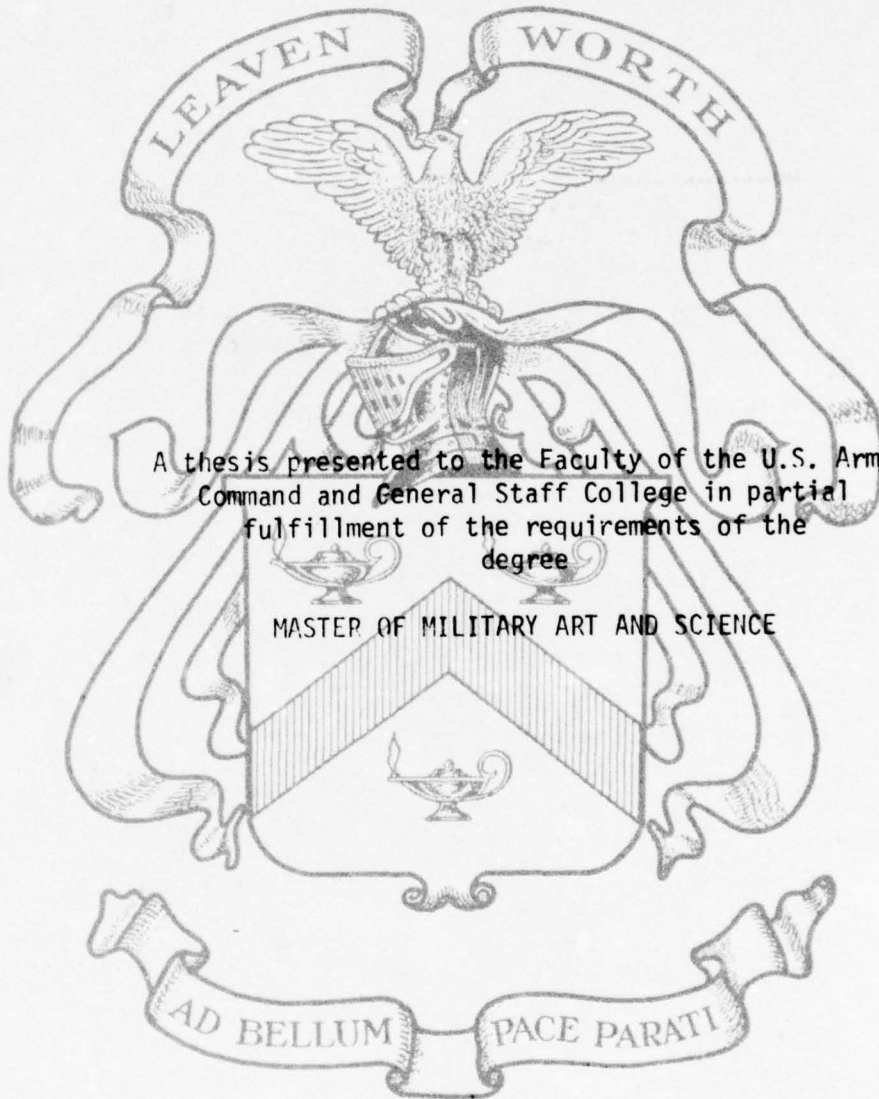 LEAVEN WORTH
A thesis presented to the Faculty of the U.S. Arm
Command and General Staff College in partial
fulfillment of the requirements of the
degree
MASTER OF MILITARY ART AND SCIENCE
AD BELLUM PACE PARATI